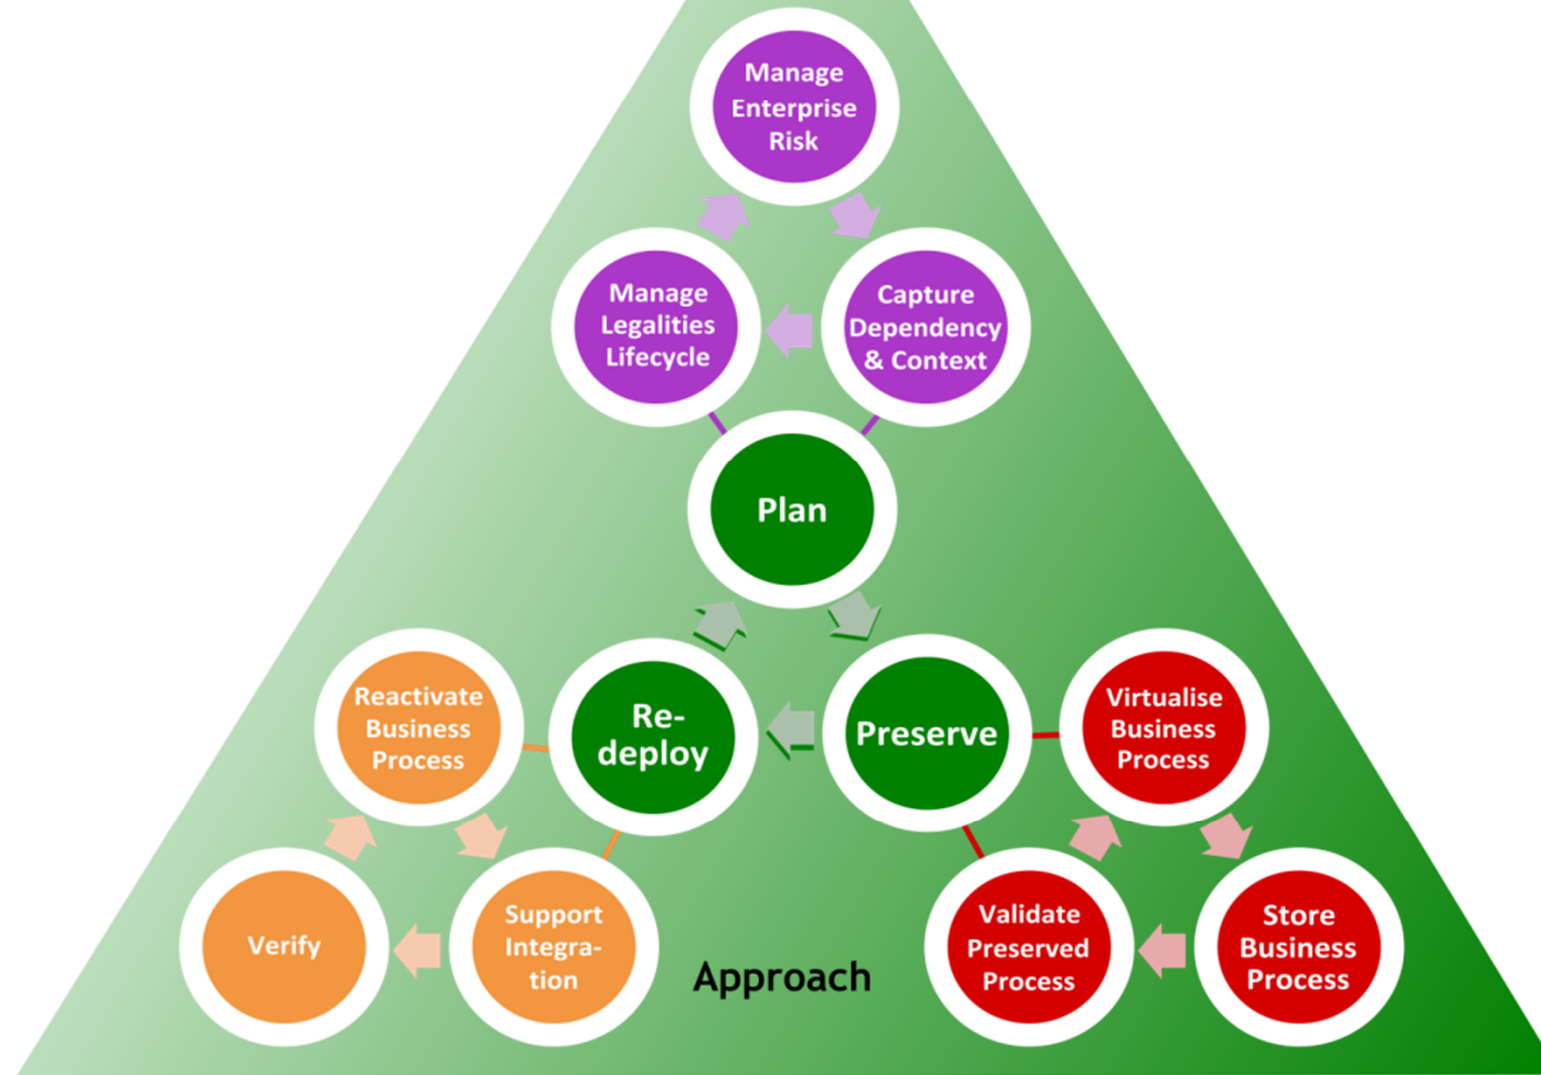 Manage
Enterprise
Risk
Manage
Legalities
Lifecycle
Capture
Dependency
& Context
Plan
Reactivate
Business
Process
Re-
deploy
Preserve
Virtualise
Business
Process
Verify
Support
Integra-
tion
Approach
Validate
Preserved
Process
Store
Business
Process